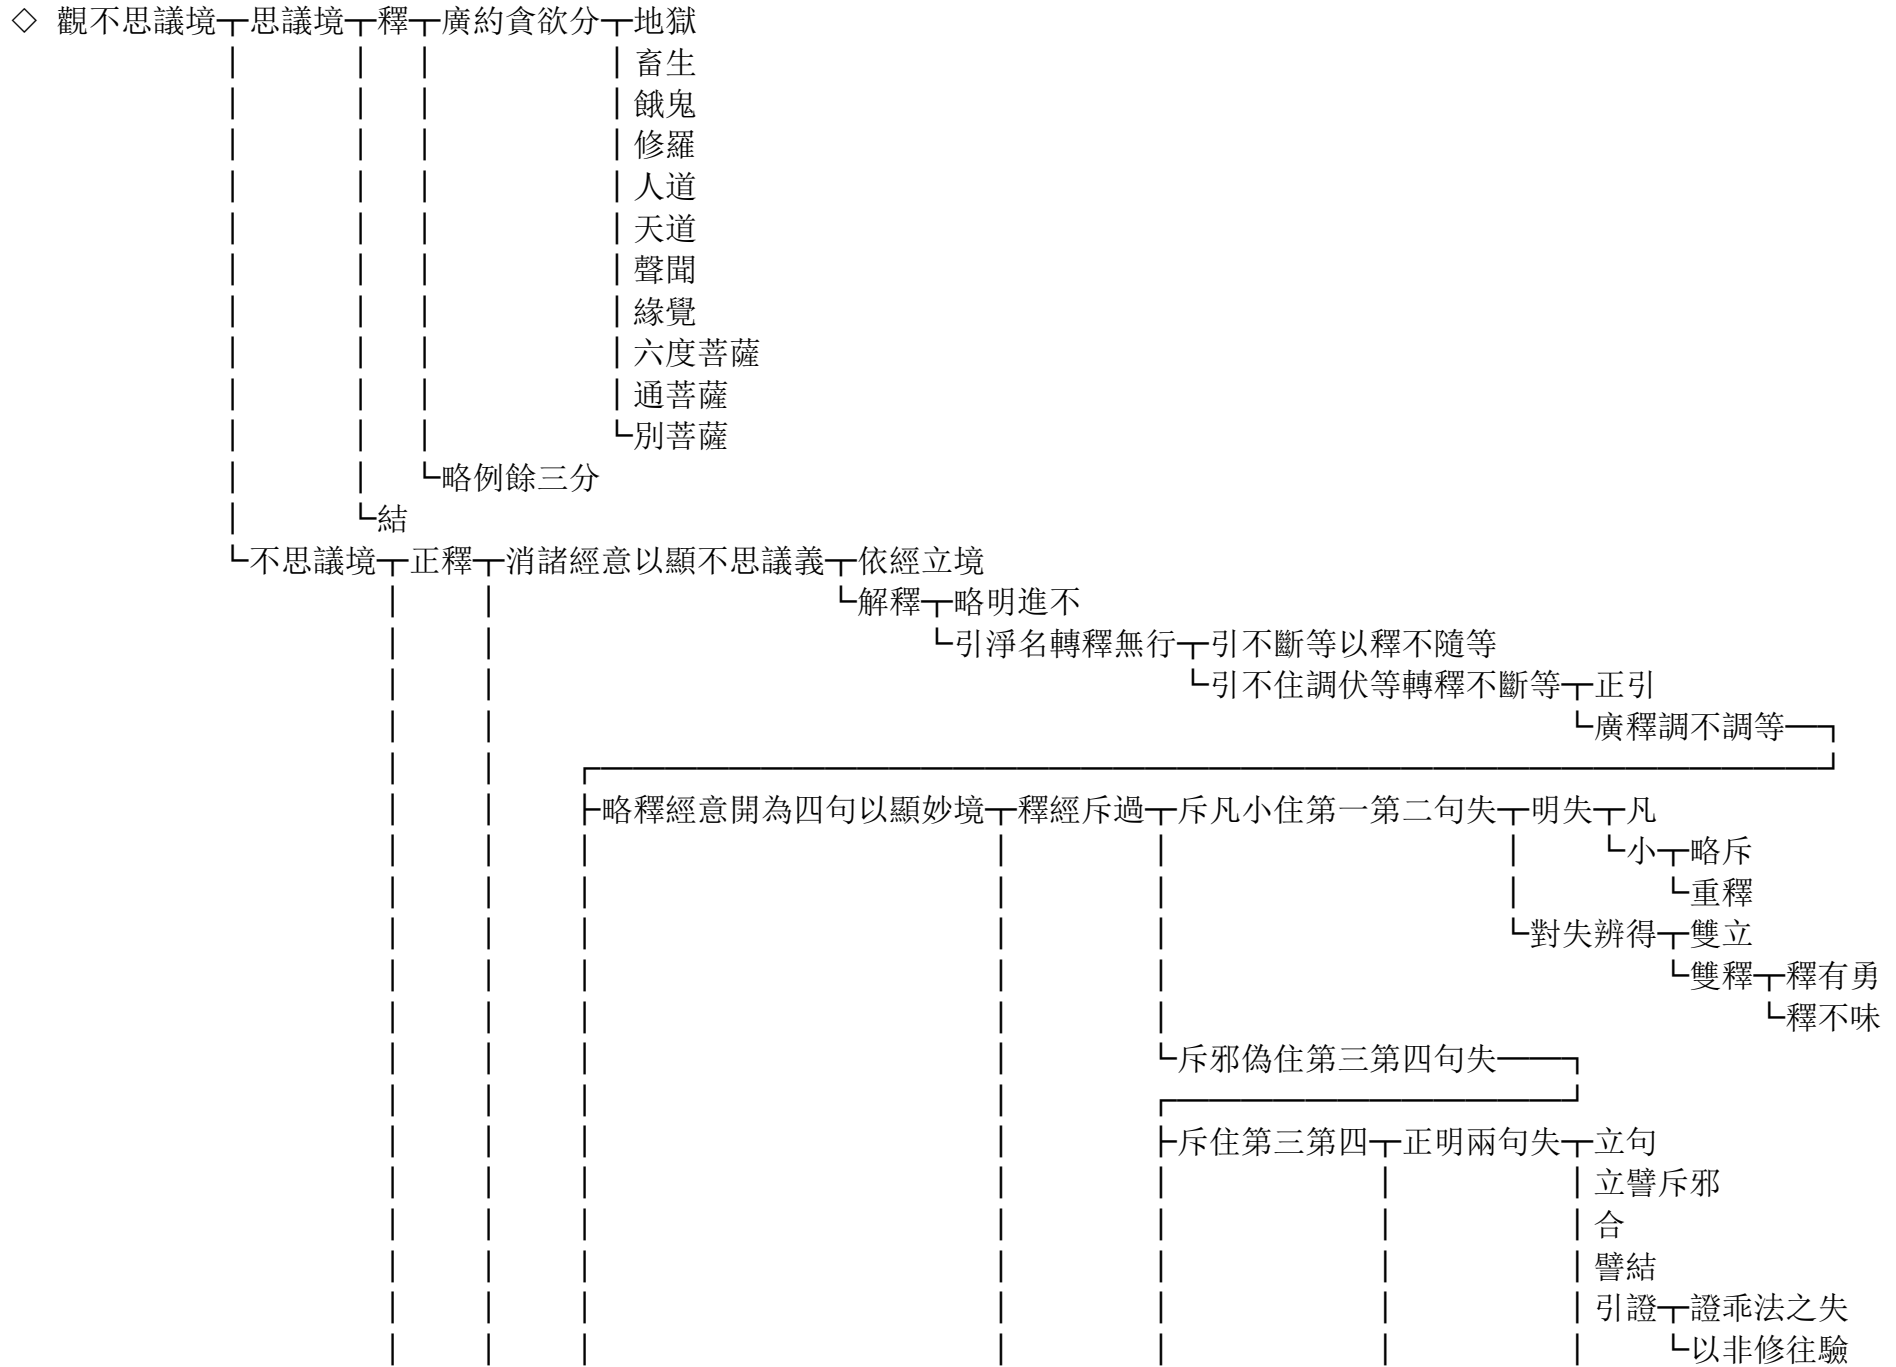 ◇ 觀不思議境 思議境 釋 廣約貪欲分 地獄
畜生
餓鬼
修羅
人道
天道
聲聞
緣覺
六度菩薩
通菩薩
別菩薩
略例餘三分
結
不思議境 正釋 消諸經意以顯不思議義 依經立境
解釋 略明進不
引淨名轉釋無行 引不斷等以釋不隨等
引不住調伏等轉釋不斷等 正引
廣釋調不調等
略釋經意開為四句以顯妙境 釋經斥過 斥凡小住第一第二句失 明失 凡
小 略斥
重釋
對失辨得 雙立
雙釋 釋有勇
釋不味
斥邪偽住第三第四句失
斥住第三第四 正明兩句失 立句
立譬斥邪
合
譬結
引證 證乖法之失
以非修往驗